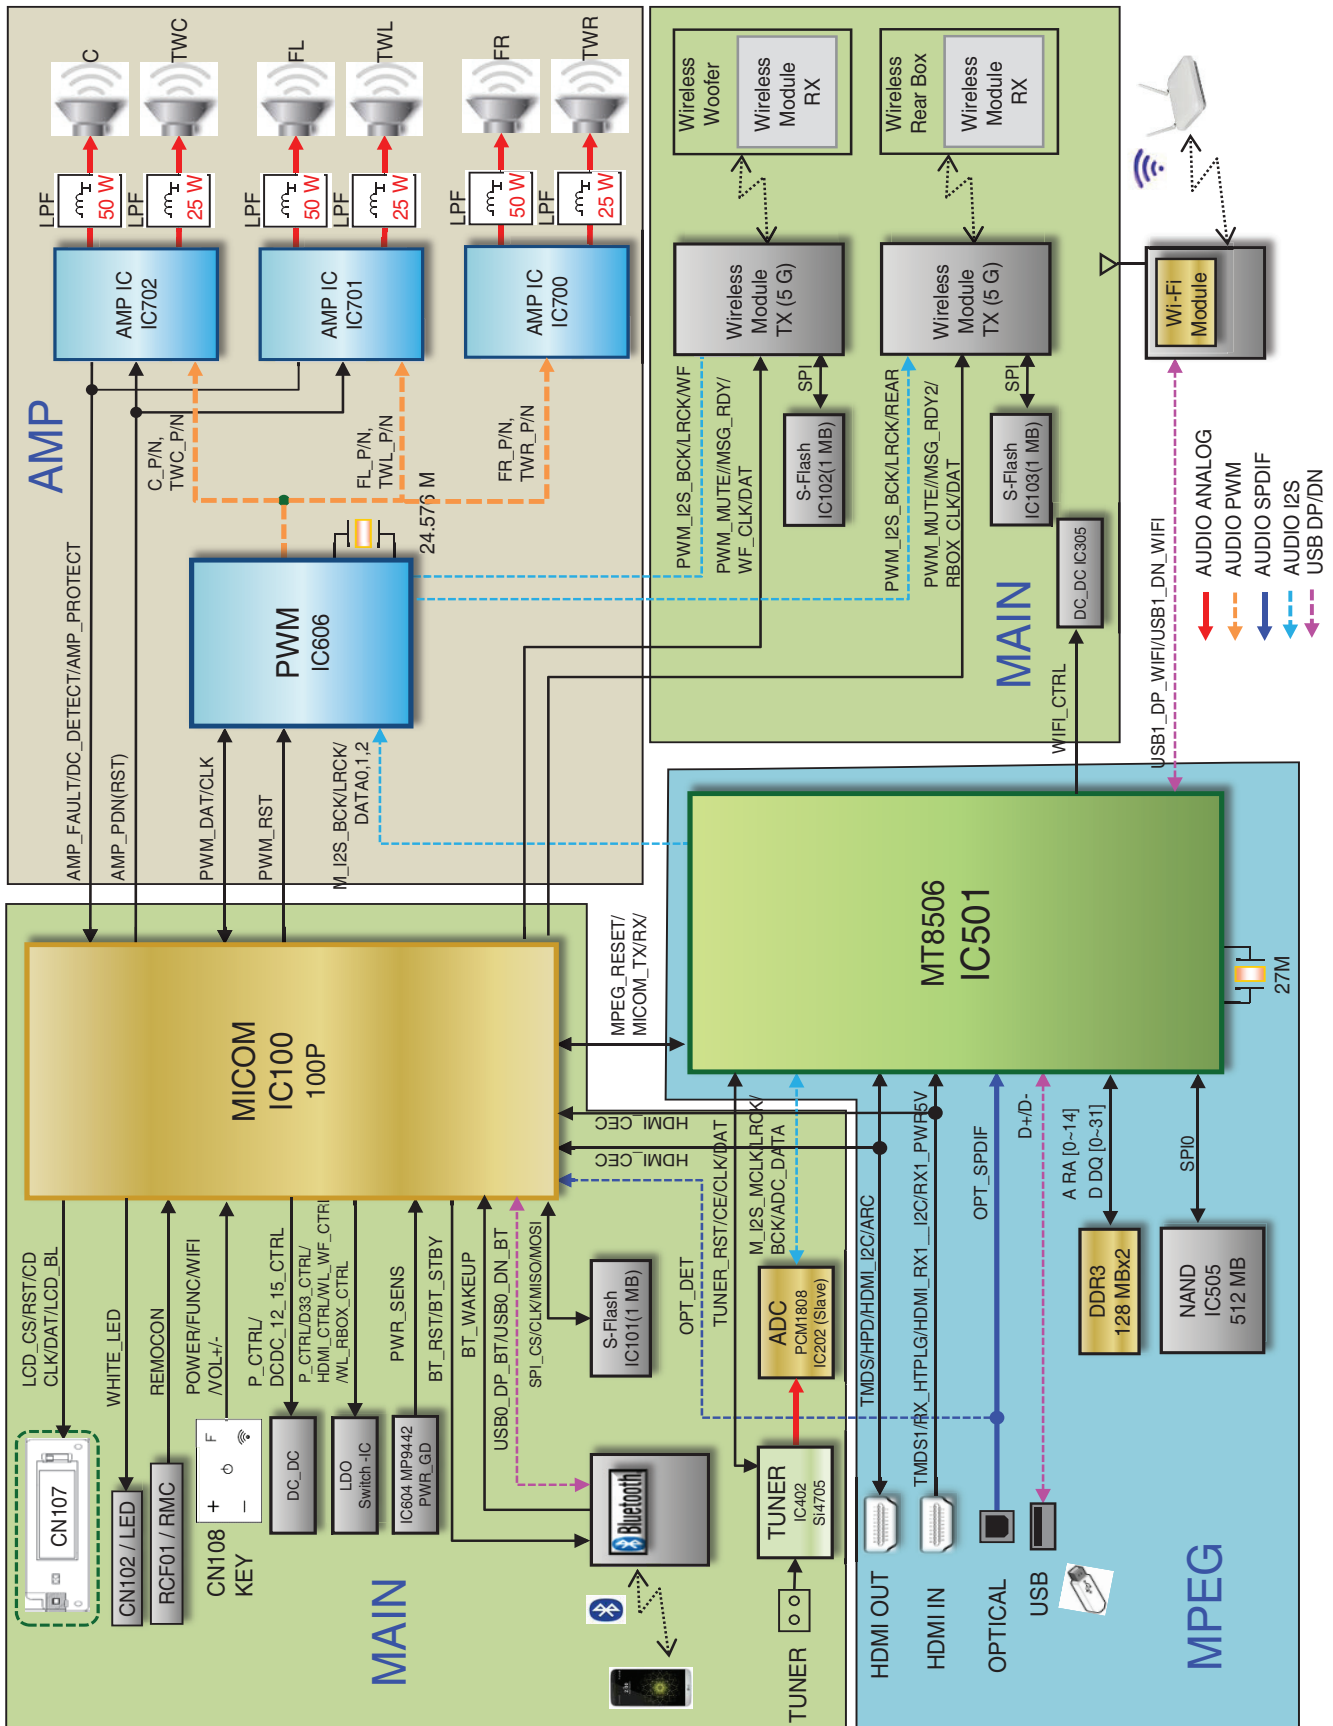 MAIN
CN107
LCD_CS/RST/CD
CLK/DAT/LCD_BL
CN102 / LED
WHITE_LED
RCF01 / RMC
REMOCON
CN108
KEY
+
−
F
POWER/FUNC/WIFI
/VOL+/-
DC_DC
P_CTRL/
DCDC_12_15_CTRL
LDO
Switch -IC
P_CTRL/D33_CTRL/
HDMI_CTRL/WL_WF_CTRl
/WL_RBOX_CTRL
IC604 MP9442
PWR_GD
PWR_SENS
BT_RST/BT_STBY
BT_WAKEUP
USB0_DP_BT/USB0_DN_BT
SPI_CS/CLK/MISO/MOSI
Bluetooth
S-Flash
IC101(1 MB)
MICOM
IC100
100P
OPT_DET
TUNER_RST/CE/CLK/DAT
M_I2S_MCLK/LRCK/
BCK/ADC_DATA
TUNER
TUNER
IC402
Si4705
ADC
PCM1808
IC202 (Slave)
HDMI_CEC
HDMI_CEC
MPEG_RESET/
MICOM_TX/RX/
AMP
AMP_FAULT/DC_DETECT/AMP_PROTECT
AMP_PDN(RST)
PWM_DAT/CLK
PWM_RST
M_I2S_BCK/LRCK/
DATA0,1,2
PWM
IC606
24.576 M
C_P/N,
TWC_P/N
FL_P/N,
TWL_P/N
FR_P/N,
TWR_P/N
AMP IC
IC702
AMP IC
IC701
AMP IC
IC700
LPF
50 W
C
LPF
25 W
TWC
LPF
50 W
FL
LPF
25 W
TWL
LPF
50 W
FR
LPF
25 W
TWR
MAIN
PWM_I2S_BCK/LRCK/WF
PWM_MUTE//MSG_RDY/
WF_CLK/DAT
SPI
S-Flash
IC102(1 MB)
Wireless
Module
TX (5 G)
Wireless
Woofer
Wireless
Module
RX
PWM_I2S_BCK/LRCK/REAR
PWM_MUTE//MSG_RDY2/
RBOX_CLK/DAT
SPI
S-Flash
IC103(1 MB)
Wireless
Module
TX (5 G)
Wireless
Rear Box
Wireless
Module
RX
DC_DC IC305
WIFI_CTRL
USB1_DP_WIFI/USB1_DN_WIFI
Wi-Fi
Module
MPEG
HDMI OUT
TMDS/HPD/HDMI_I2C/ARC
HDMI IN
TMDS1/RX_HTPLG/HDMI_RX1__I2C/RX1_PWR5V
OPTICAL
OPT_SPDIF
USB
D+/D-
DDR3
128 MBx2
A RA [0~14]
D DQ [0~31]
NAND
IC505
512 MB
SPI0
MT8506
IC501
27M
AUDIO ANALOG
AUDIO PWM
AUDIO SPDIF
AUDIO I2S
USB DP/DN